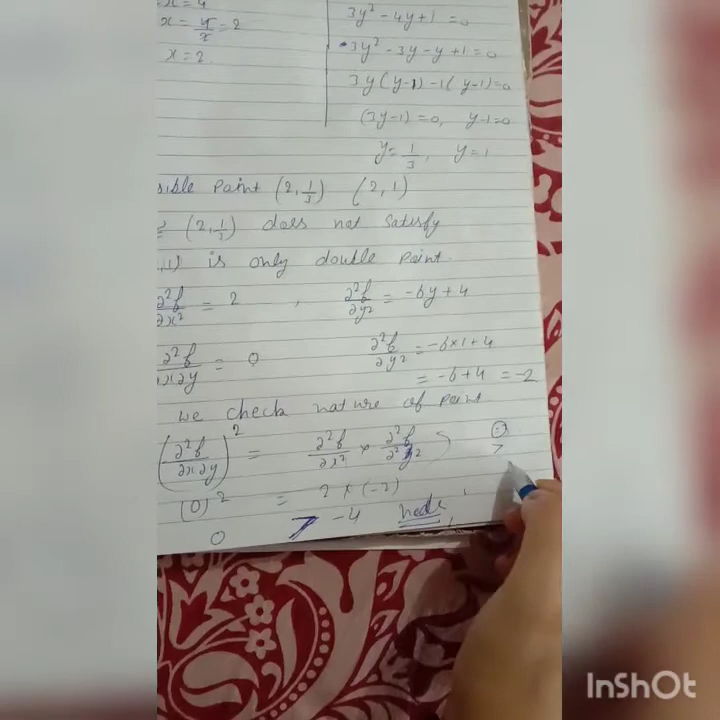 x = 4
x = 4/2 = 2
x = 2.
3y² - 4y + 1 = 0
3y² - 3y - y + 1 = 0
3y(y-1) - 1(y-1) = 0
(3y-1) = 0, y-1 = 0
y = 1/3, y = 1
sible Point (2, 1/3) (2, 1)
(2, 1/3) does not satisfy
,1) is only double point.
∂²f/∂x² = 2 , ∂²f/∂y² = -6y + 4
∂²f/∂x∂y = 0 ∂²f/∂y² = -6×1+4
= -6+4 = -2
we check nature of point
(∂²f/∂x∂y)² = ∂²f/∂x² × ∂²f/∂²y²
(0)² = 2 × (-2)
0 > -4 node
InShOt